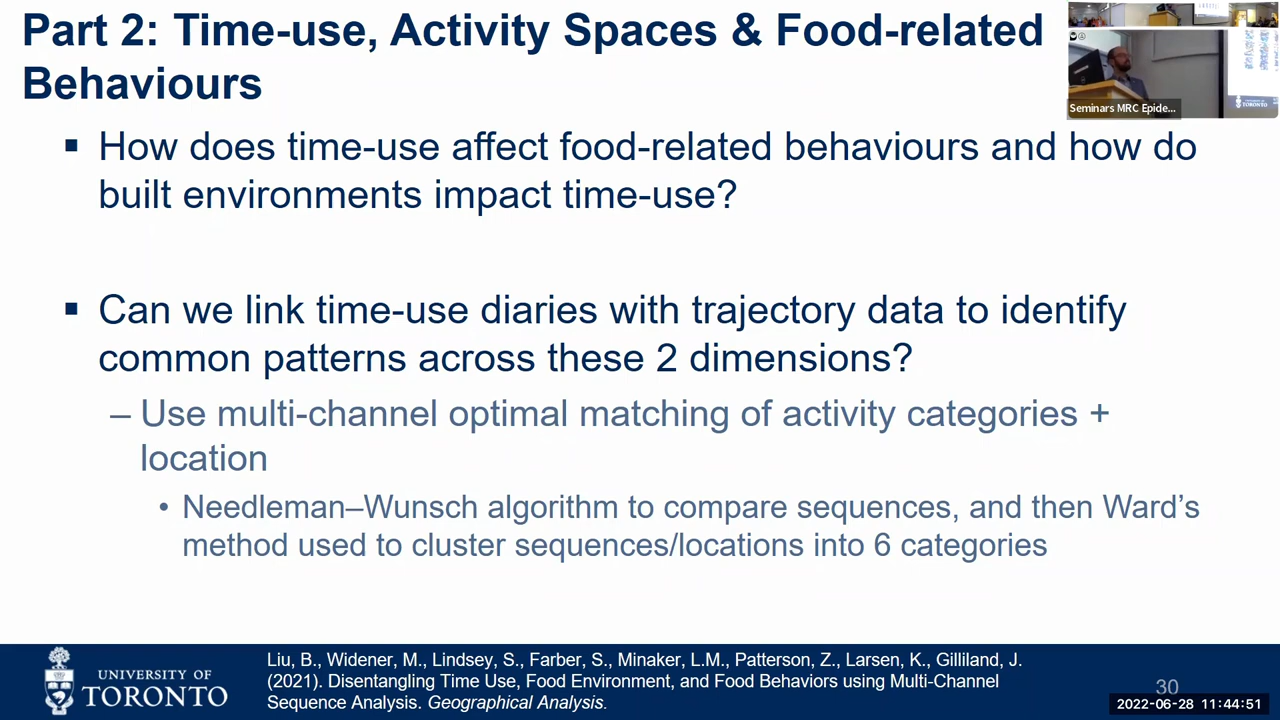 Part 2: Time-use, Activity Spaces & Food-related
Behaviours
Seminars MRC Epide...
▪ How does time-use affect food-related behaviours and how do
built environments impact time-use?
▪ Can we link time-use diaries with trajectory data to identify
common patterns across these 2 dimensions?
– Use multi-channel optimal matching of activity categories +
location
• Needleman–Wunsch algorithm to compare sequences, and then Ward's
method used to cluster sequences/locations into 6 categories
UNIVERSITY OF
TORONTO
Liu, B., Widener, M., Lindsey, S., Farber, S., Minaker, L.M., Patterson, Z., Larsen, K., Gilliland, J.
(2021). Disentangling Time Use, Food Environment, and Food Behaviors using Multi-Channel
Sequence Analysis. Geographical Analysis.
30
2022-06-28 11:44:51